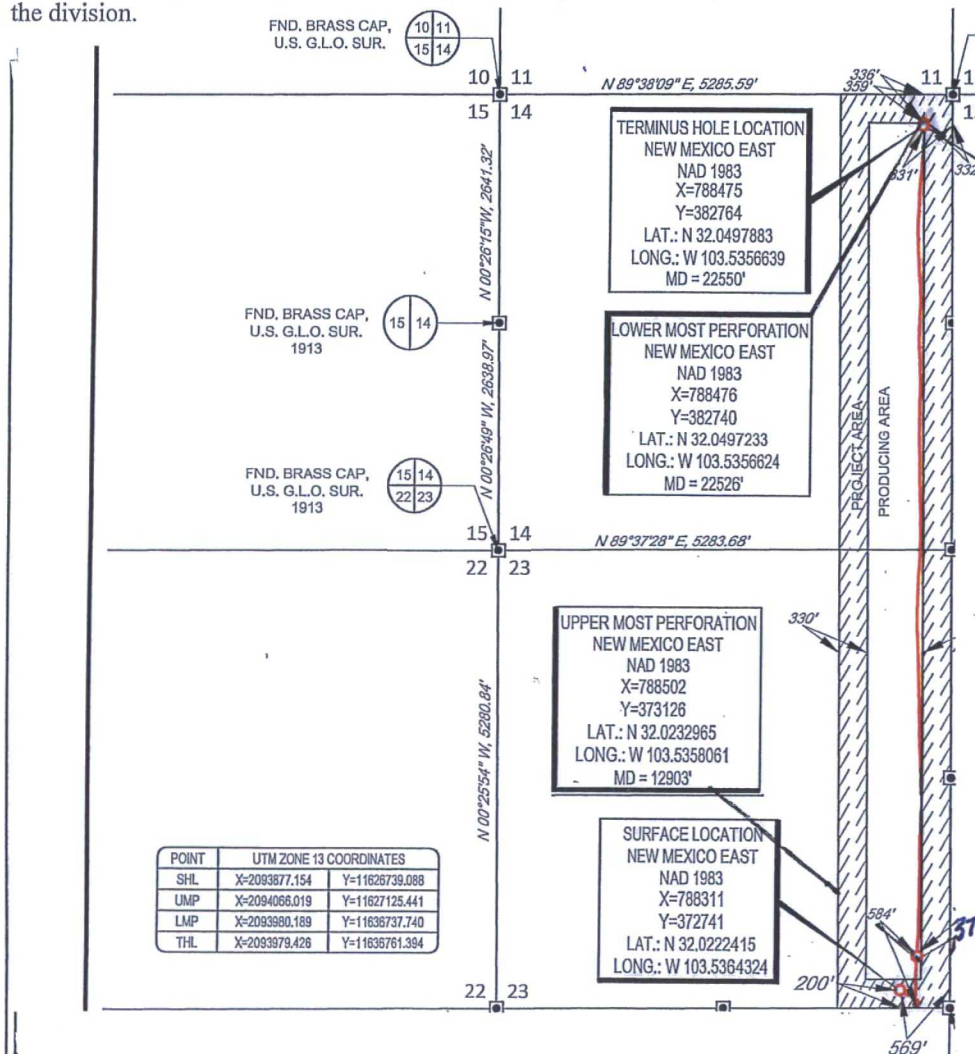 the division.
FND. BRASS CAP,
U.S. G.L.O. SUR.
10 11
15 14
10 11
15 14
N 89°38'09" E, 5285.59'
336'
359'
11
TERMINUS HOLE LOCATION
NEW MEXICO EAST
NAD 1983
X=788475
Y=382764
LAT.: N 32.0497883
LONG.: W 103.5356639
MD = 22550'
331'
332
N 00°26'15"W, 2641.32'
FND. BRASS CAP,
U.S. G.L.O. SUR.
1913
15 14
LOWER MOST PERFORATION
NEW MEXICO EAST
NAD 1983
X=788476
Y=382740
LAT.: N 32.0497233
LONG.: W 103.5356624
MD = 22526'
N 00°26'49" W, 2638.97'
PROJECT AREA
PRODUCING AREA
FND. BRASS CAP,
U.S. G.L.O. SUR.
1913
15 14
22 23
15 14
22 23
N 89°37'28" E, 5283.68'
UPPER MOST PERFORATION
NEW MEXICO EAST
NAD 1983
X=788502
Y=373126
LAT.: N 32.0232965
LONG.: W 103.5358061
MD = 12903'
330'
N 00°25'54" W, 5280.84'
SURFACE LOCATION
NEW MEXICO EAST
NAD 1983
X=788311
Y=372741
LAT.: N 32.0222415
LONG.: W 103.5364324
POINT UTM ZONE 13 COORDINATES
SHL X=2093877.154 Y=11626739.088
UMP X=2094066.019 Y=11627125.441
LMP X=2093980.189 Y=11636737.740
THL X=2093979.426 Y=11636761.394
584'
37
200'
22 23
569'